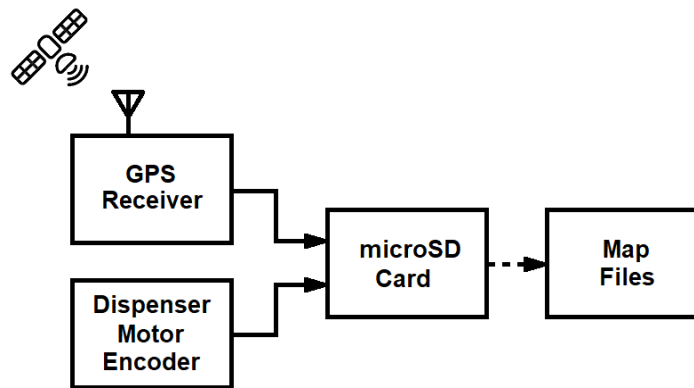 GPS
Receiver
Dispenser
Motor
Encoder
microSD
Card
Map
Files